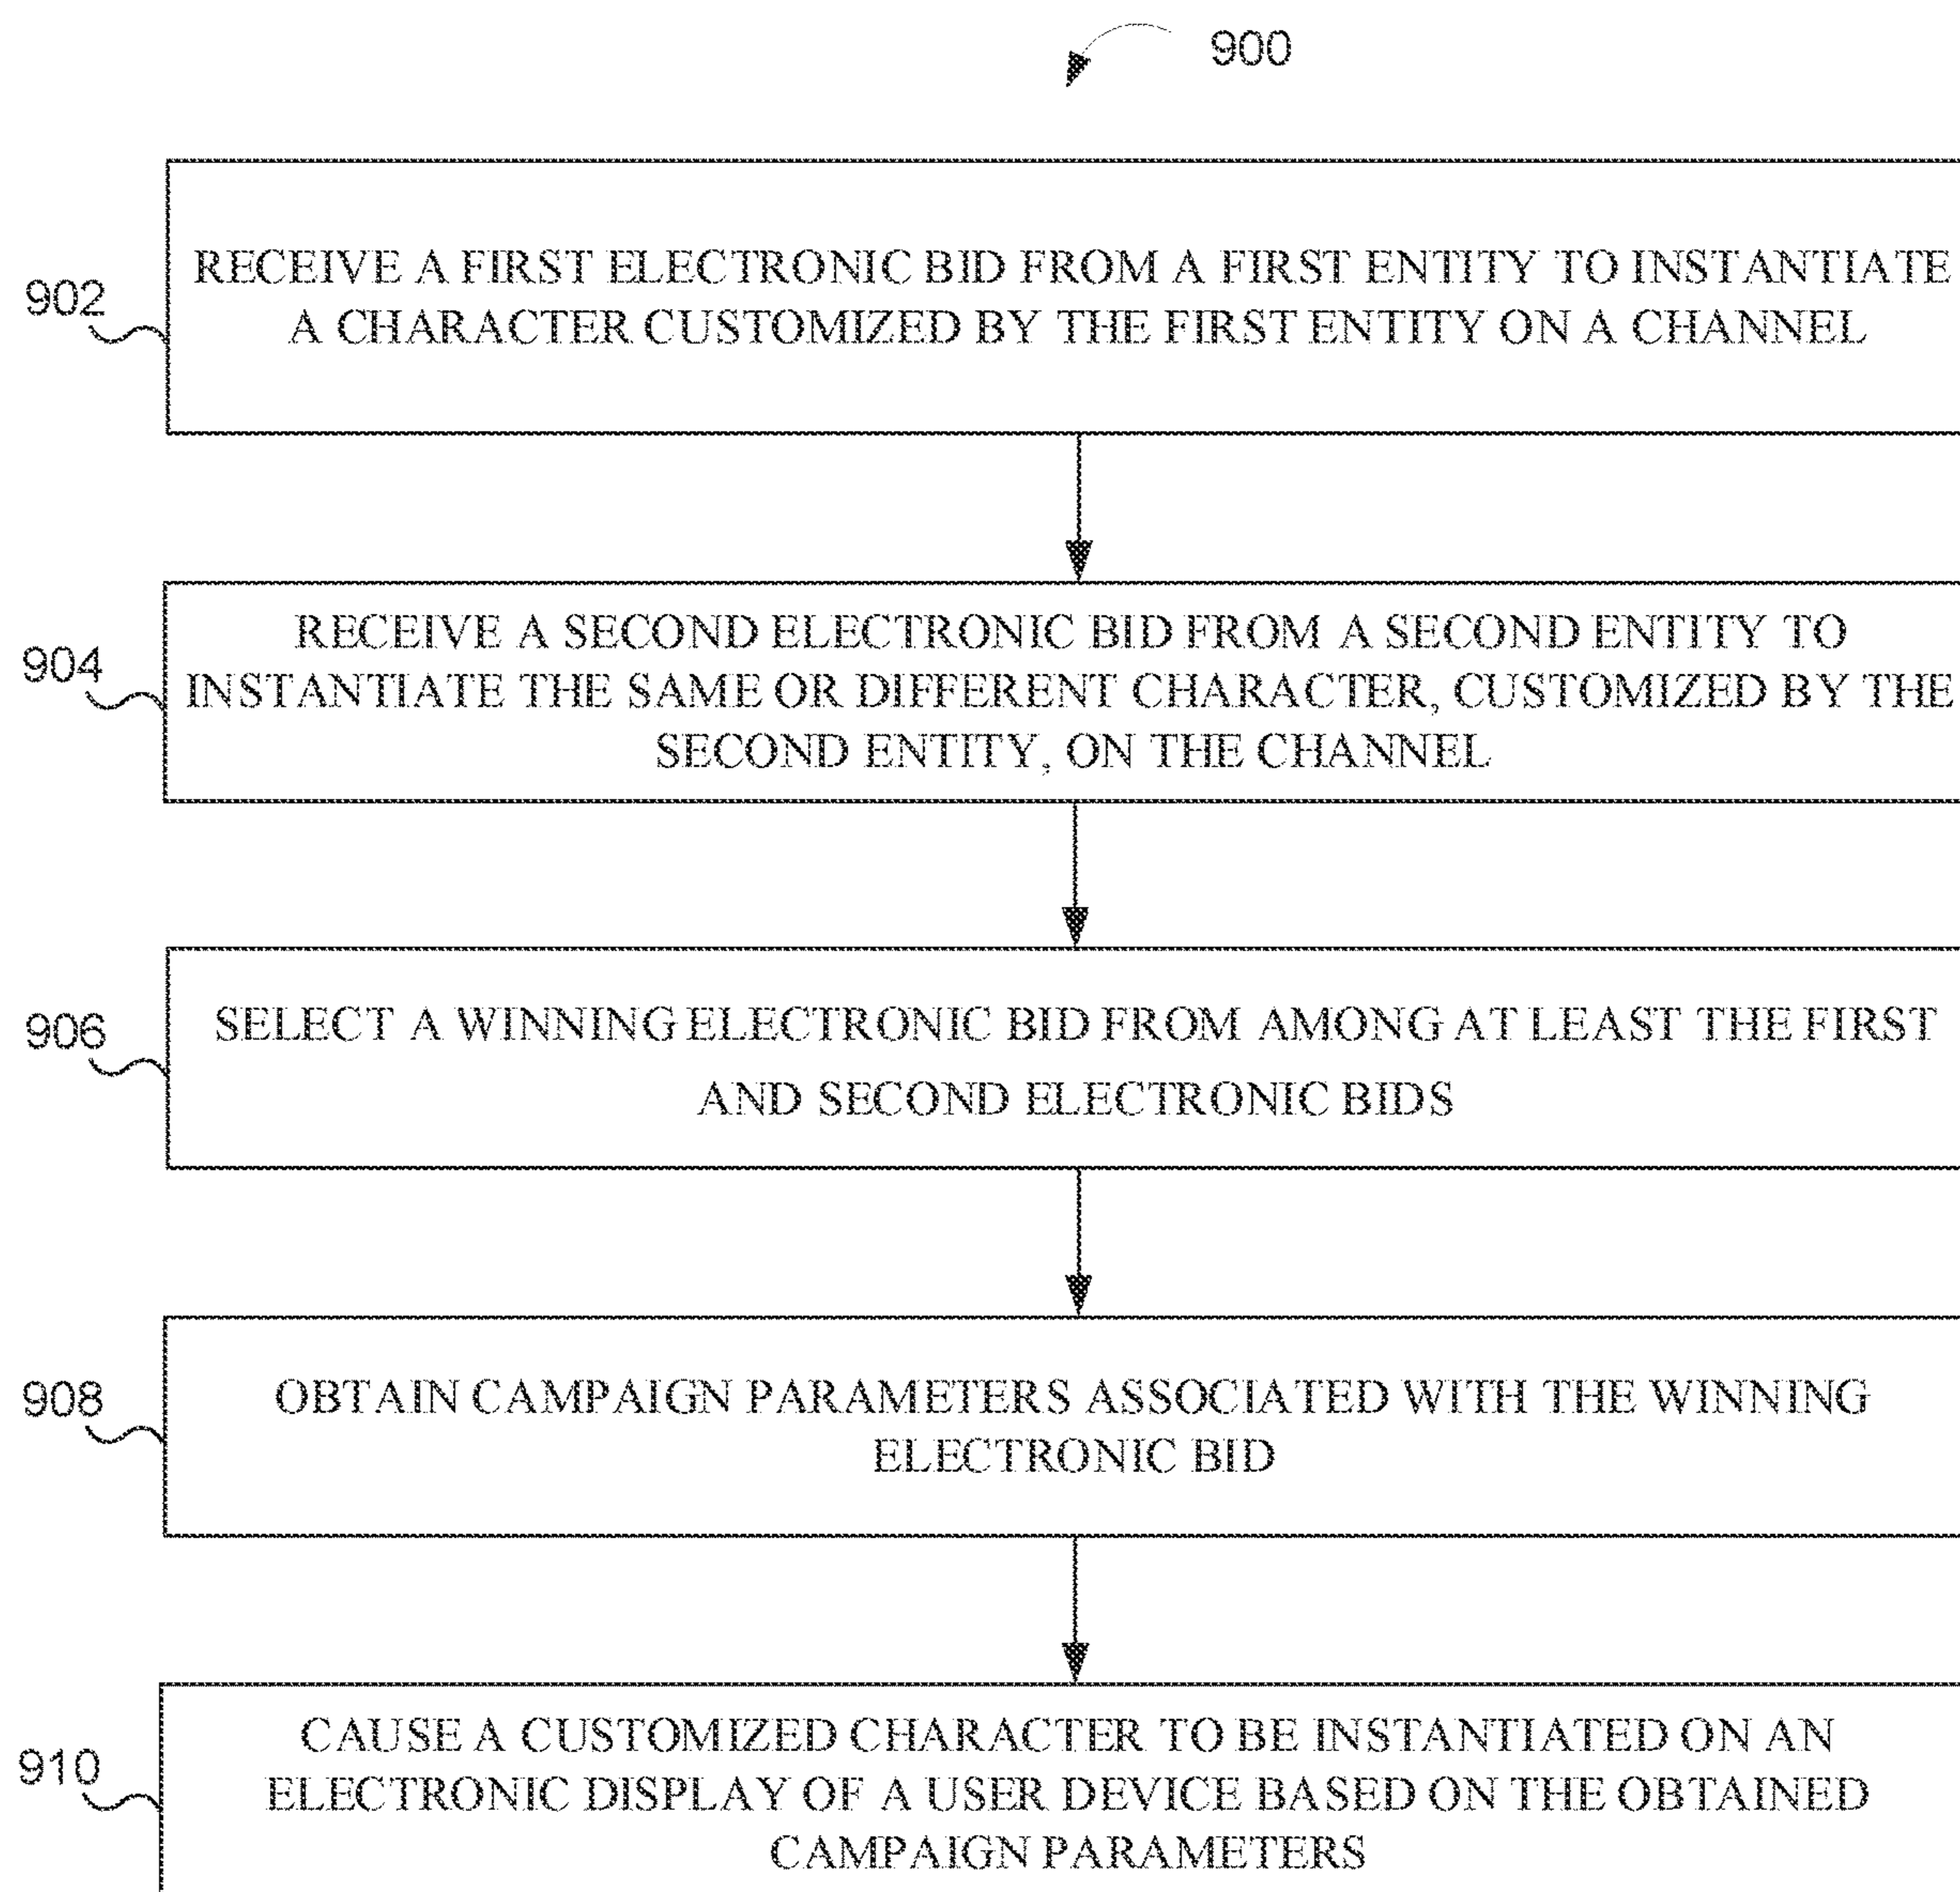 900
902
RECEIVE A FIRST ELECTRONIC BID FROM A FIRST ENTITY TO INSTANTIATE
A CHARACTER CUSTOMIZED BY THE FIRST ENTITY ON A CHANNEL
904
RECEIVE A SECOND ELECTRONIC BID FROM A SECOND ENTITY TO
INSTANTIATE THE SAME OR DIFFERENT CHARACTER, CUSTOMIZED BY THE
SECOND ENTITY, ON THE CHANNEL
906
SELECT A WINNING ELECTRONIC BID FROM AMONG AT LEAST THE FIRST
AND SECOND ELECTRONIC BIDS
908
OBTAIN CAMPAIGN PARAMETERS ASSOCIATED WITH THE WINNING
ELECTRONIC BID
910
CAUSE A CUSTOMIZED CHARACTER TO BE INSTANTIATED ON AN
ELECTRONIC DISPLAY OF A USER DEVICE BASED ON THE OBTAINED
CAMPAIGN PARAMETERS